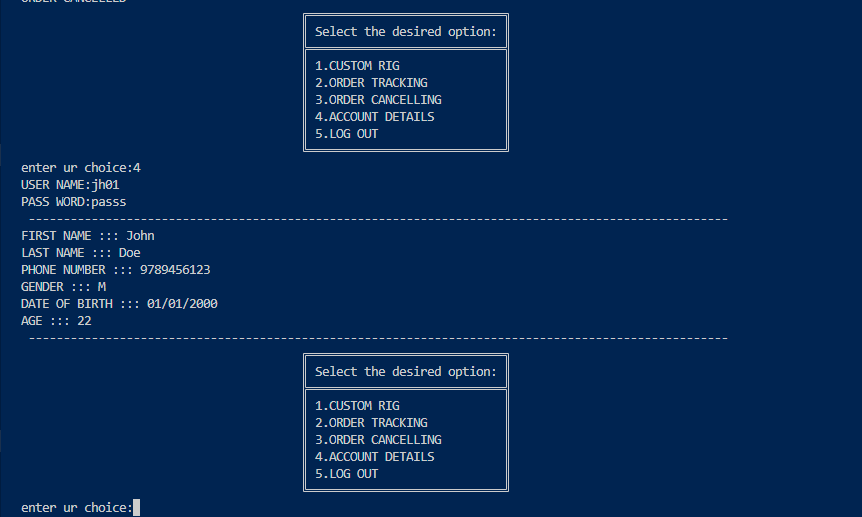 ORDER CANCELLED
Select the desired option:
1.CUSTOM RIG
2.ORDER TRACKING
3.ORDER CANCELLING
4.ACCOUNT DETAILS
5.LOG OUT
enter ur choice:4
USER NAME:jh01
PASS WORD:passs
----------------------------------------------------------------------------------------------------
FIRST NAME ::: John
LAST NAME ::: Doe
PHONE NUMBER ::: 9789456123
GENDER ::: M
DATE OF BIRTH ::: 01/01/2000
AGE ::: 22
----------------------------------------------------------------------------------------------------
Select the desired option:
1.CUSTOM RIG
2.ORDER TRACKING
3.ORDER CANCELLING
4.ACCOUNT DETAILS
5.LOG OUT
enter ur choice: